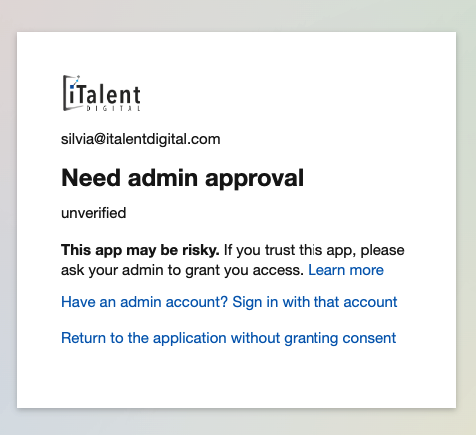 iTalent
DIGITAL
silvia@italentdigital.com
Need admin approval
unverified
This app may be risky. If you trust this app, please
ask your admin to grant you access. Learn more
Have an admin account? Sign in with that account
Return to the application without granting consent